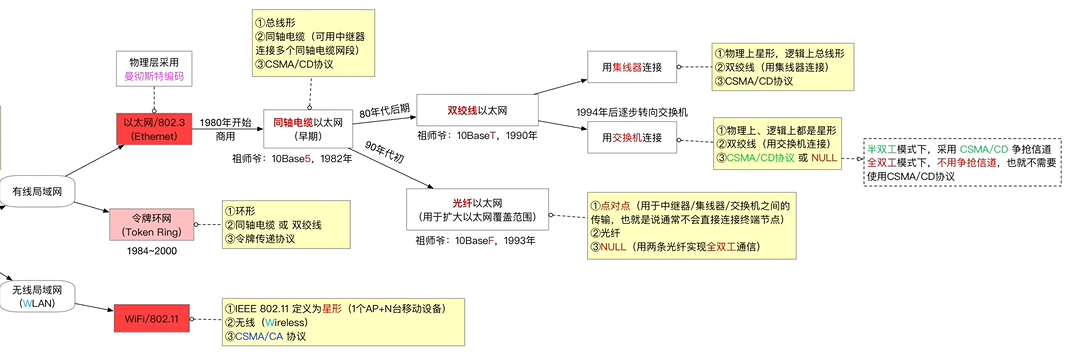 ①总线形
②同轴电缆（可用中继器
连接多个同轴电缆网段）
③CSMA/CD协议
物理层采用
曼彻斯特编码
以太网/802.3
（Ethernet）
1980年开始
商用
同轴电缆以太网
（早期）
祖师爷：10Base5，1982年
80年代后期
90年代初
双绞线以太网
祖师爷：10BaseT，1990年
用集线器连接
①物理上星形，逻辑上总线形
②双绞线（用集线器连接）
③CSMA/CD协议
1994年后逐步转向交换机
用交换机连接
①物理上、逻辑上都是星形
②双绞线（用交换机连接）
③CSMA/CD协议 或 NULL
半双工模式下，采用 CSMA/CD 争抢信道
全双工模式下，不用争抢信道，也就不需要
使用CSMA/CD协议
光纤以太网
（用于扩大以太网覆盖范围）
祖师爷：10BaseF，1993年
①点对点（用于中继器/集线器/交换机之间的
传输，也就是说通常不会直接连接终端节点）
②光纤
③NULL（用两条光纤实现全双工通信）
有线局域网
令牌环网
（Token Ring）
1984~2000
①环形
②同轴电缆 或 双绞线
③令牌传递协议
无线局域网
（WLAN）
WiFi/802.11
①IEEE 802.11 定义为星形（1个AP+N台移动设备）
②无线（Wireless）
③CSMA/CA 协议